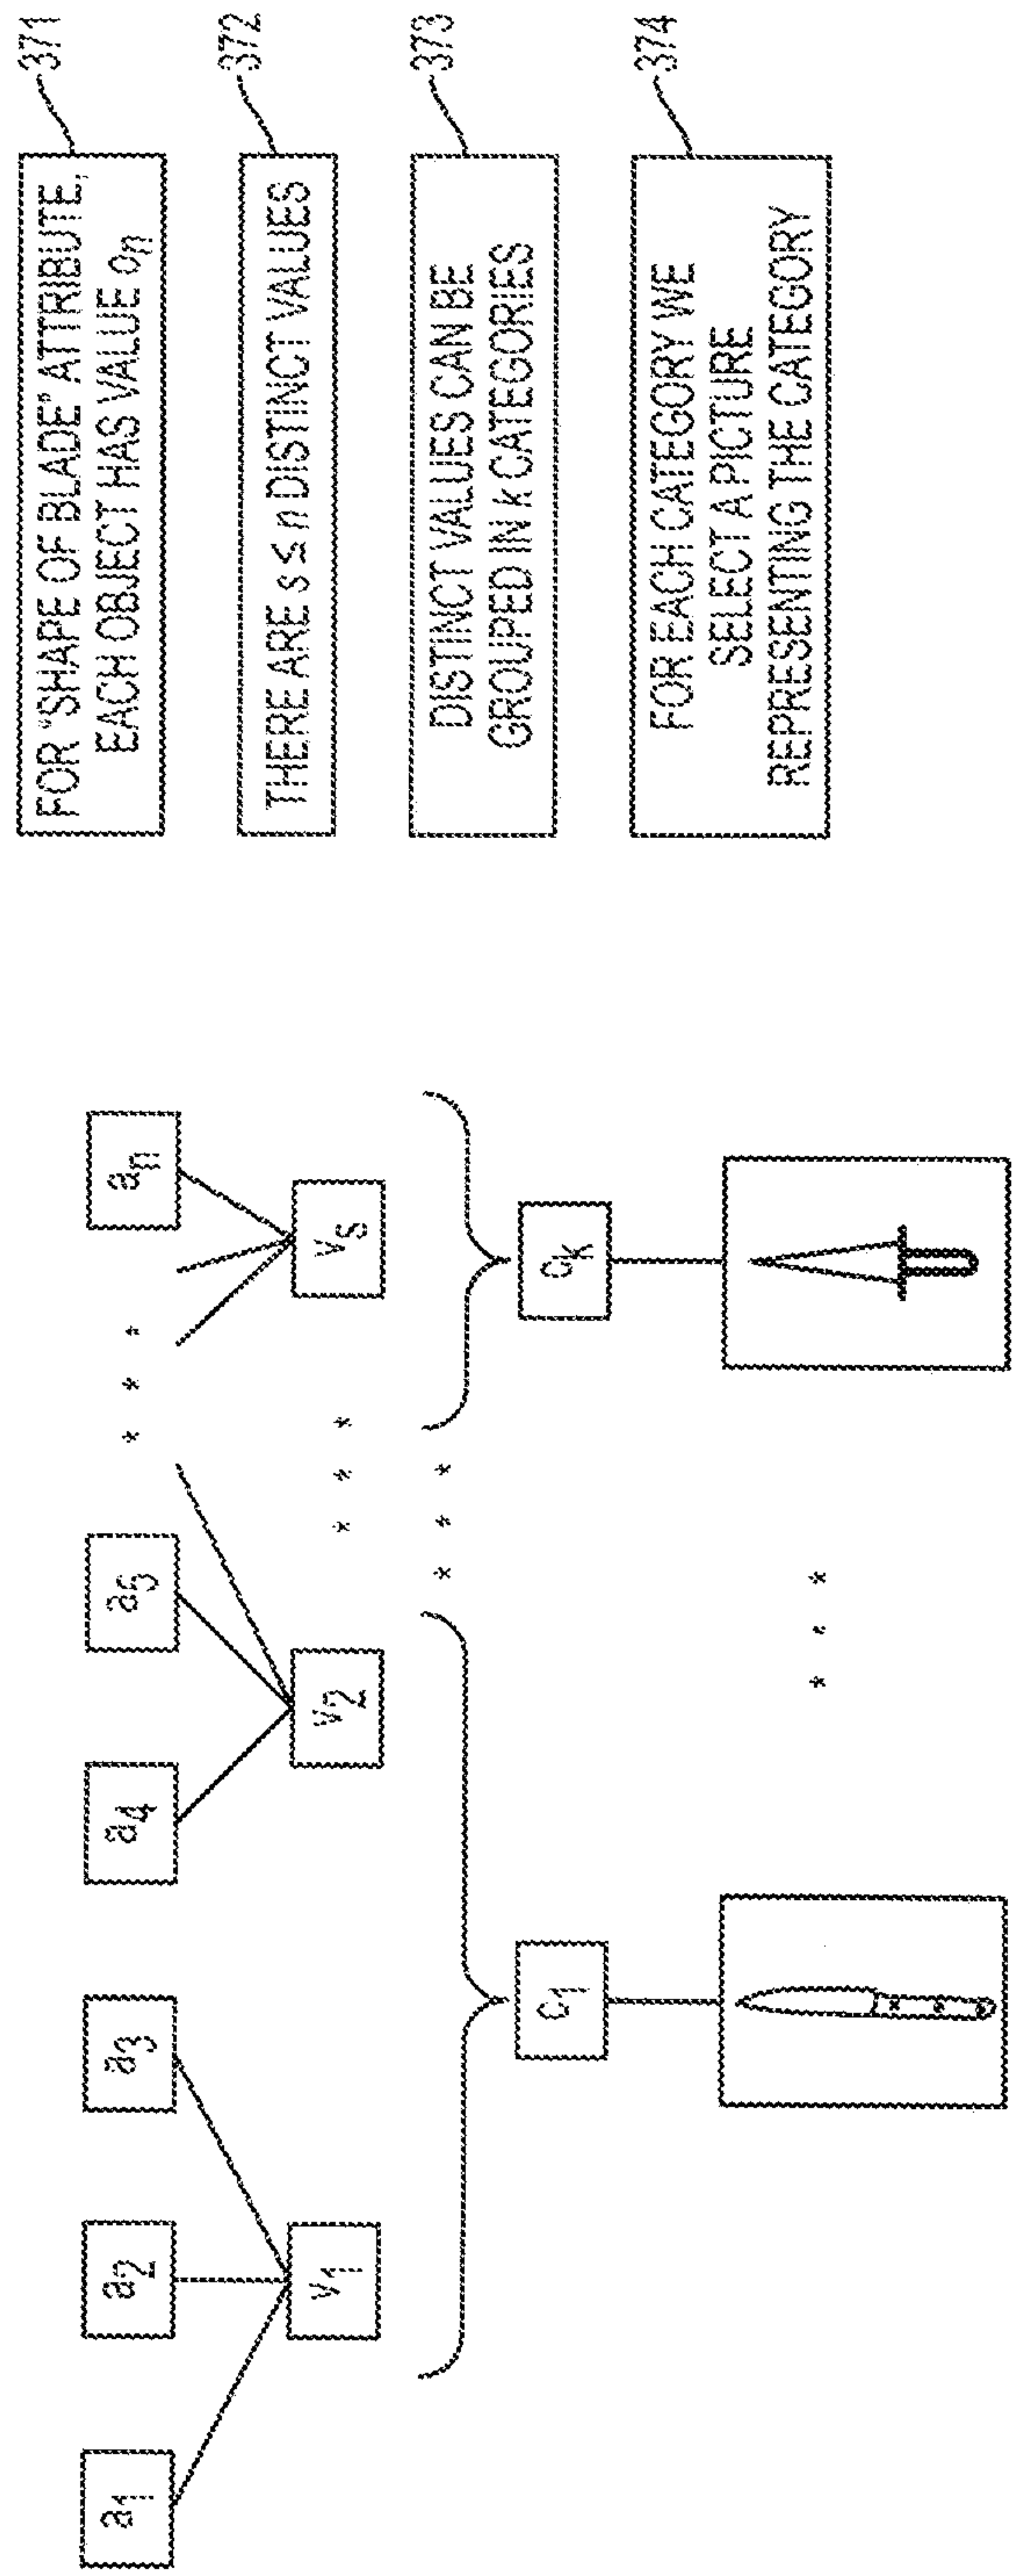 a1 a2 a3 a4 a5 * * * an
FOR "SHAPE OF BLADE" ATTRIBUTE,
EACH OBJECT HAS VALUE on
371
v1 v2 * * * vs
THERE ARE s ≤ n DISTINCT VALUES
372
* * *
DISTINCT VALUES CAN BE
GROUPED IN k CATEGORIES
373
c1 ck
FOR EACH CATEGORY WE
SELECT A PICTURE
REPRESENTING THE CATEGORY
374
* * *